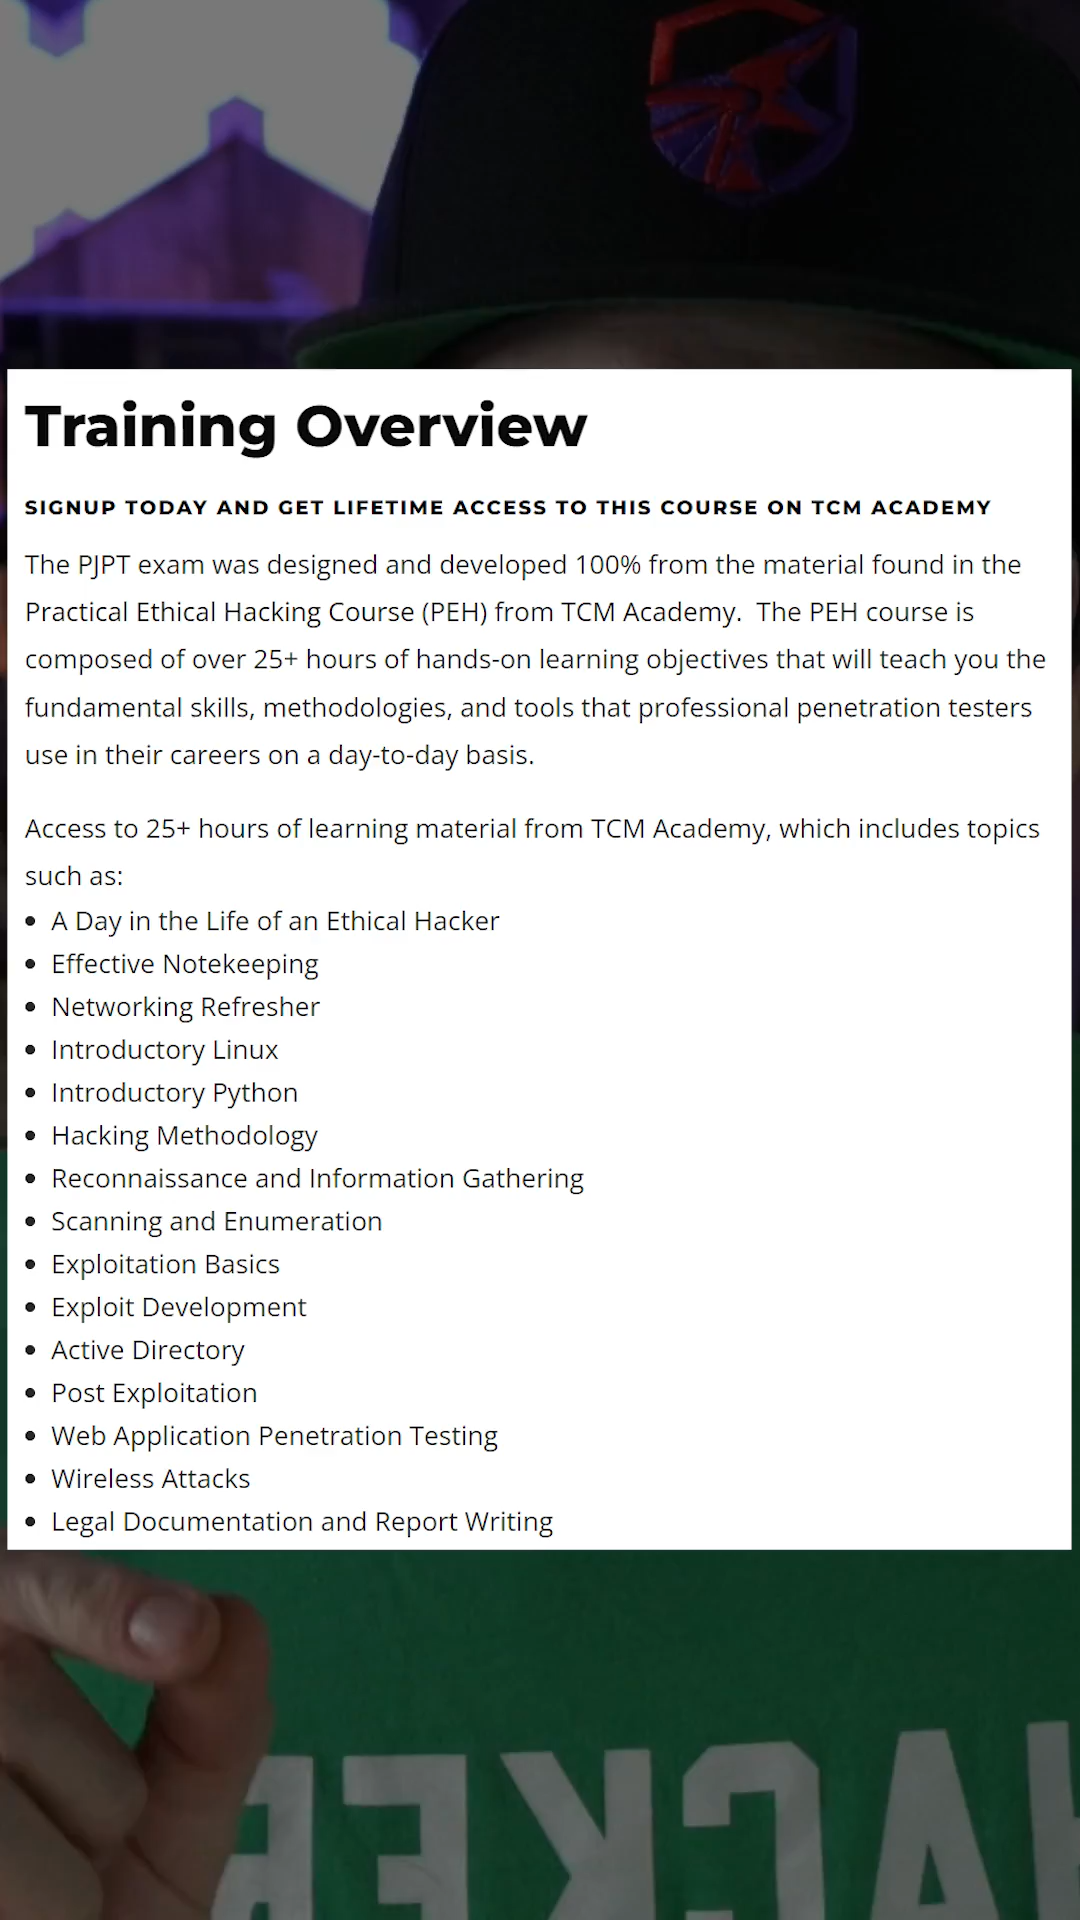 Training Overview
SIGNUP TODAY AND GET LIFETIME ACCESS TO THIS COURSE ON TCM ACADEMY
The PJPT exam was designed and developed 100% from the material found in the
Practical Ethical Hacking Course (PEH) from TCM Academy.  The PEH course is
composed of over 25+ hours of hands-on learning objectives that will teach you the
fundamental skills, methodologies, and tools that professional penetration testers
use in their careers on a day-to-day basis.
Access to 25+ hours of learning material from TCM Academy, which includes topics
such as:
• A Day in the Life of an Ethical Hacker
• Effective Notekeeping
• Networking Refresher
• Introductory Linux
• Introductory Python
• Hacking Methodology
• Reconnaissance and Information Gathering
• Scanning and Enumeration
• Exploitation Basics
• Exploit Development
• Active Directory
• Post Exploitation
• Web Application Penetration Testing
• Wireless Attacks
• Legal Documentation and Report Writing
HACKER